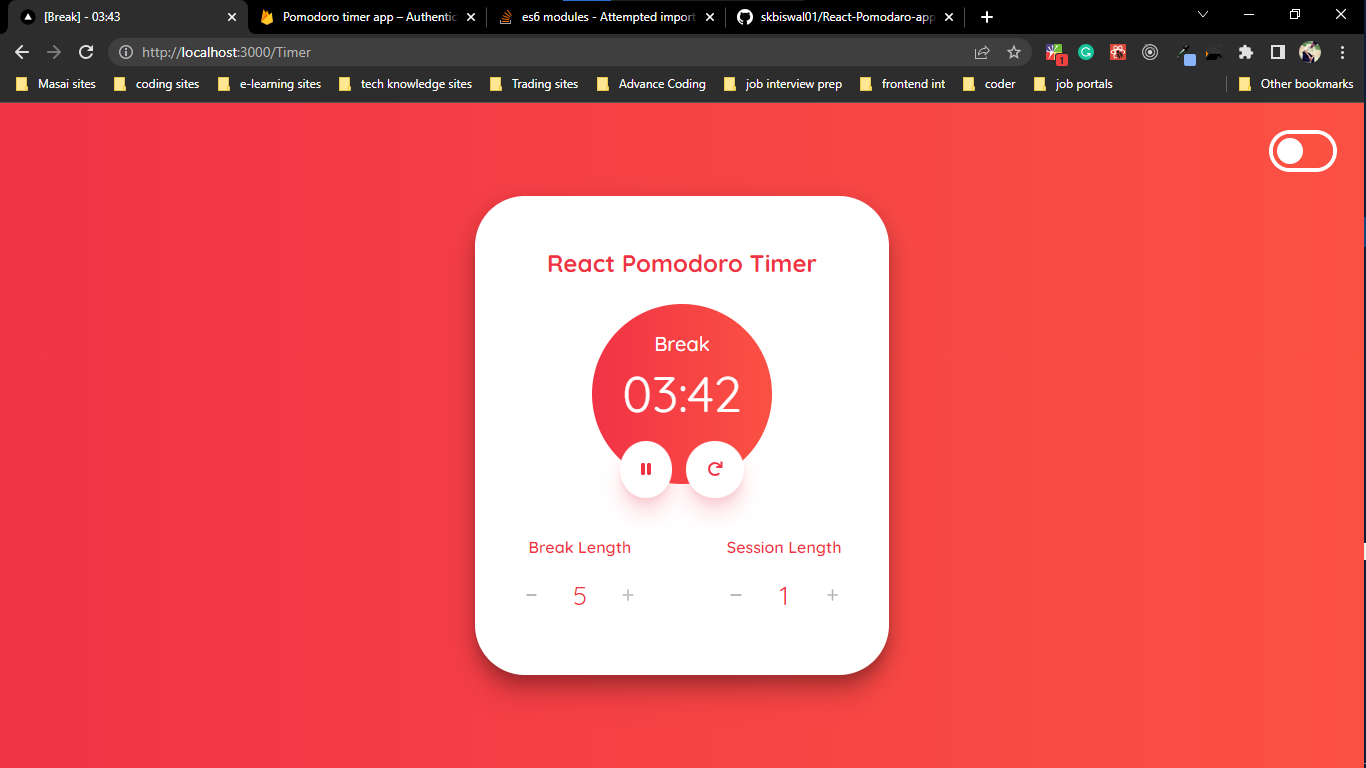 [Break] - 03:43
Pomodoro timer app – Authentic
es6 modules - Attempted import
skbiswal01/React-Pomodaro-app
http://localhost:3000/Timer
1
Masai sites
coding sites
e-learning sites
tech knowledge sites
Trading sites
Advance Coding
job interview prep
frontend int
coder
job portals
Other bookmarks
React Pomodoro Timer
Break
03:42
Break Length
Session Length
− 5 +
− 1 +